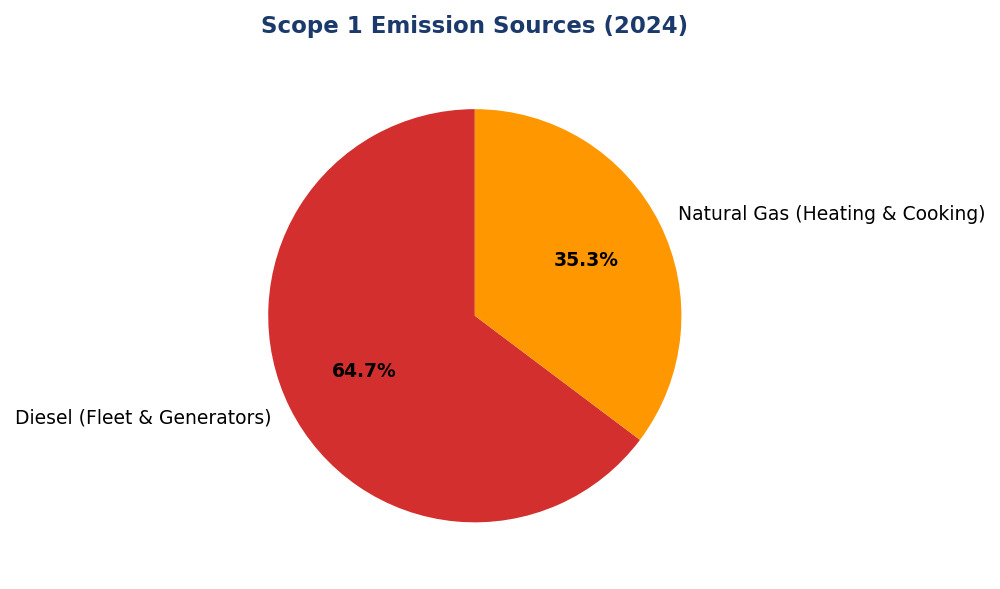 Scope 1 Emission Sources (2024)
Natural Gas (Heating & Cooking)
35.3%
64.7%
Diesel (Fleet & Generators)